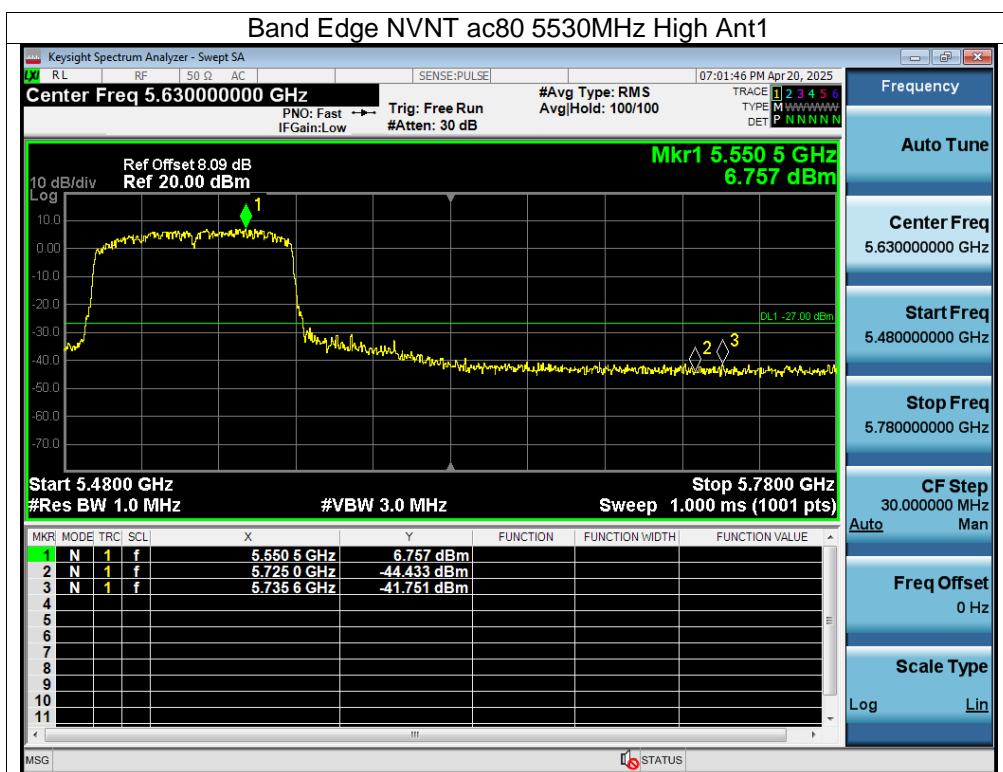 Band Edge NVNT ac80 5530MHz High Ant1
Keysight Spectrum Analyzer - Swept SA
LXI RL RF 50 Ω AC SENSE:PULSE 07:01:46 PM Apr 20, 2025
Center Freq 5.630000000 GHz #Avg Type: RMS TRACE 1 2 3 4 5 6
PNO: Fast Trig: Free Run Avg|Hold: 100/100 TYPE M WWWWW
IFGain:Low #Atten: 30 dB DET P N N N N N
Mkr1 5.550 5 GHz
6.757 dBm
Ref Offset 8.09 dB
10 dB/div Ref 20.00 dBm
Log
1
10.0
0.00
-10.0
-20.0
DL1 -27.00 dBm
-30.0
2 3
-40.0
-50.0
-60.0
-70.0
Start 5.4800 GHz Stop 5.7800 GHz
#Res BW 1.0 MHz #VBW 3.0 MHz Sweep 1.000 ms (1001 pts)
MKR MODE TRC SCL X Y FUNCTION FUNCTION WIDTH FUNCTION VALUE
1 N 1 f 5.550 5 GHz 6.757 dBm
2 N 1 f 5.725 0 GHz -44.433 dBm
3 N 1 f 5.735 6 GHz -41.751 dBm
4
5
6
7
8
9
10
11
MSG STATUS
Frequency
Auto Tune
Center Freq
5.630000000 GHz
Start Freq
5.480000000 GHz
Stop Freq
5.780000000 GHz
CF Step
30.000000 MHz
Auto Man
Freq Offset
0 Hz
Scale Type
Log Lin